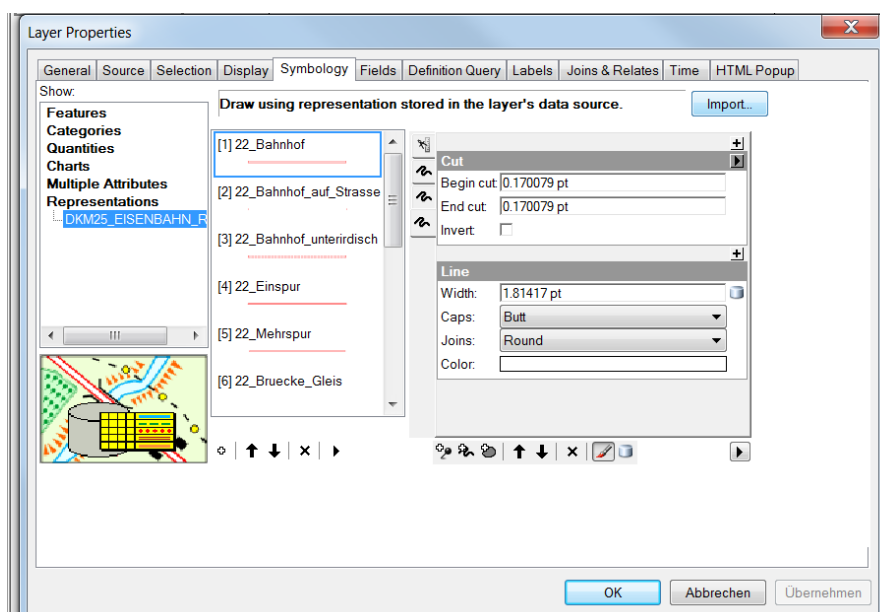 Layer Properties
General Source Selection Display Symbology Fields Definition Query Labels Joins & Relates Time HTML Popup
Show:
Features
Categories
Quantities
Charts
Multiple Attributes
Representations
DKM25_EISENBAHN_R
Draw using representation stored in the layer's data source.
Import...
[1] 22_Bahnhof
[2] 22_Bahnhof_auf_Strasse
[3] 22_Bahnhof_unterirdisch
[4] 22_Einspur
[5] 22_Mehrspur
[6] 22_Bruecke_Gleis
Cut
Begin cut: 0.170079 pt
End cut: 0.170079 pt
Invert:
Line
Width: 1.81417 pt
Caps: Butt
Joins: Round
Color:
OK Abbrechen Übernehmen